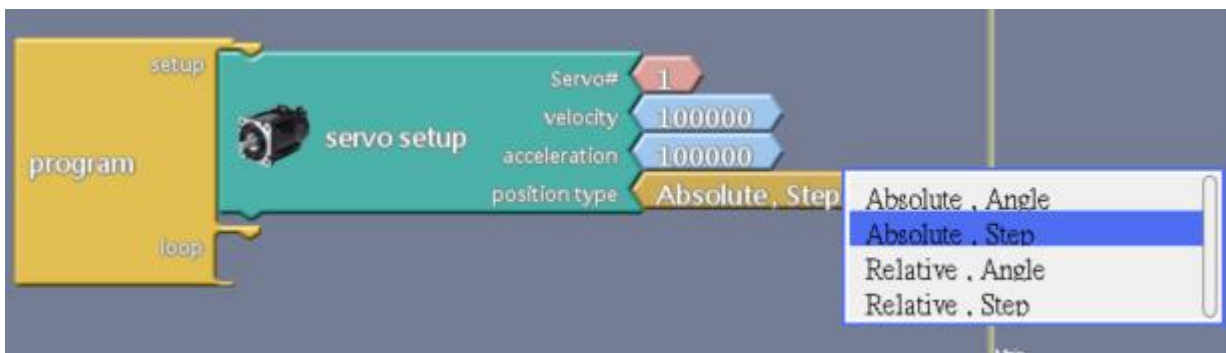 setup
Servo# 1
velocity 100000
servo setup
acceleration 100000
program
position type Absolute , Step
Absolute , Angle
Absolute , Step
Relative , Angle
Relative , Step
loop